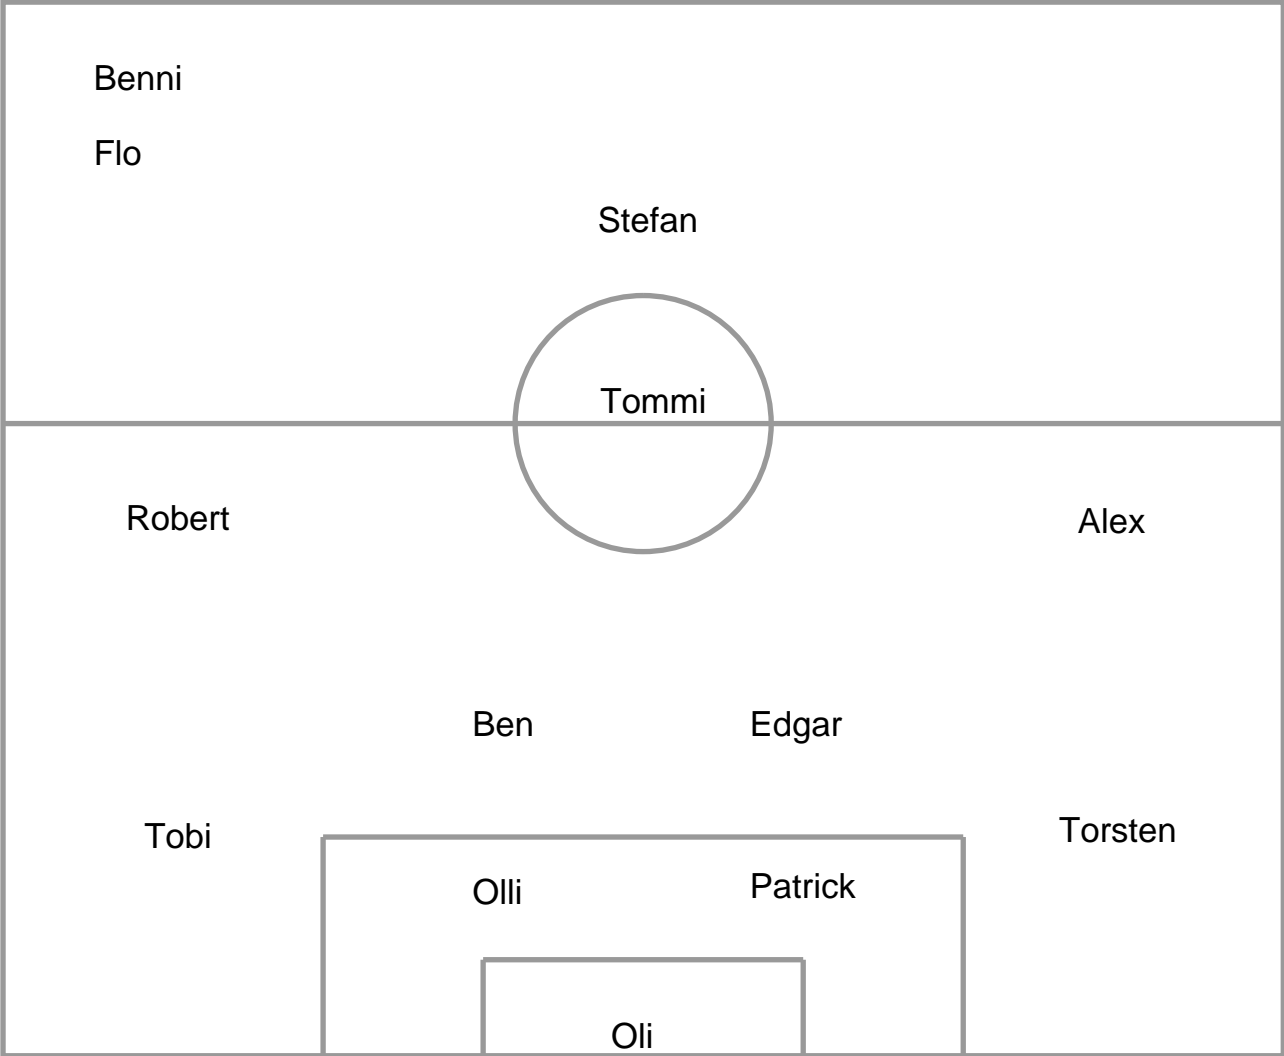 Benni
Flo
Stefan
Tommi
Robert
Alex
Ben
Edgar
Tobi
Torsten
Olli
Patrick
Oli